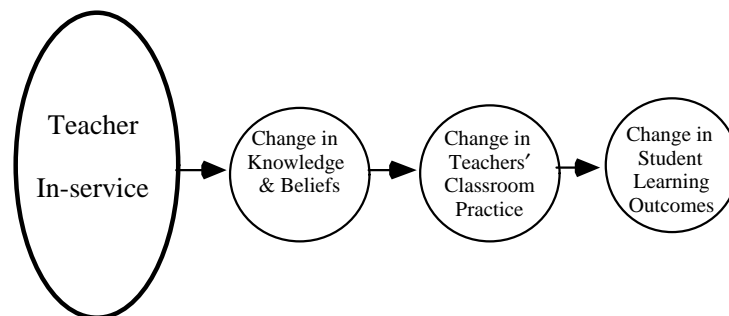 Teacher
In-service
Change in
Knowledge
& Beliefs
Change in
Teachers′
Classroom
Practice
Change in
Student
Learning
Outcomes